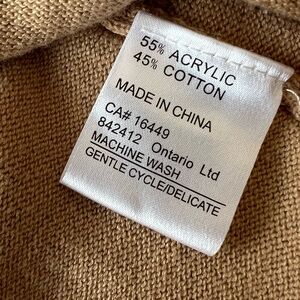 55% ACRYLIC
45% COTTON
MADE IN CHINA
CA# 16449
842412 Ontario Ltd
MACHINE WASH
GENTLE CYCLE/DELICATE